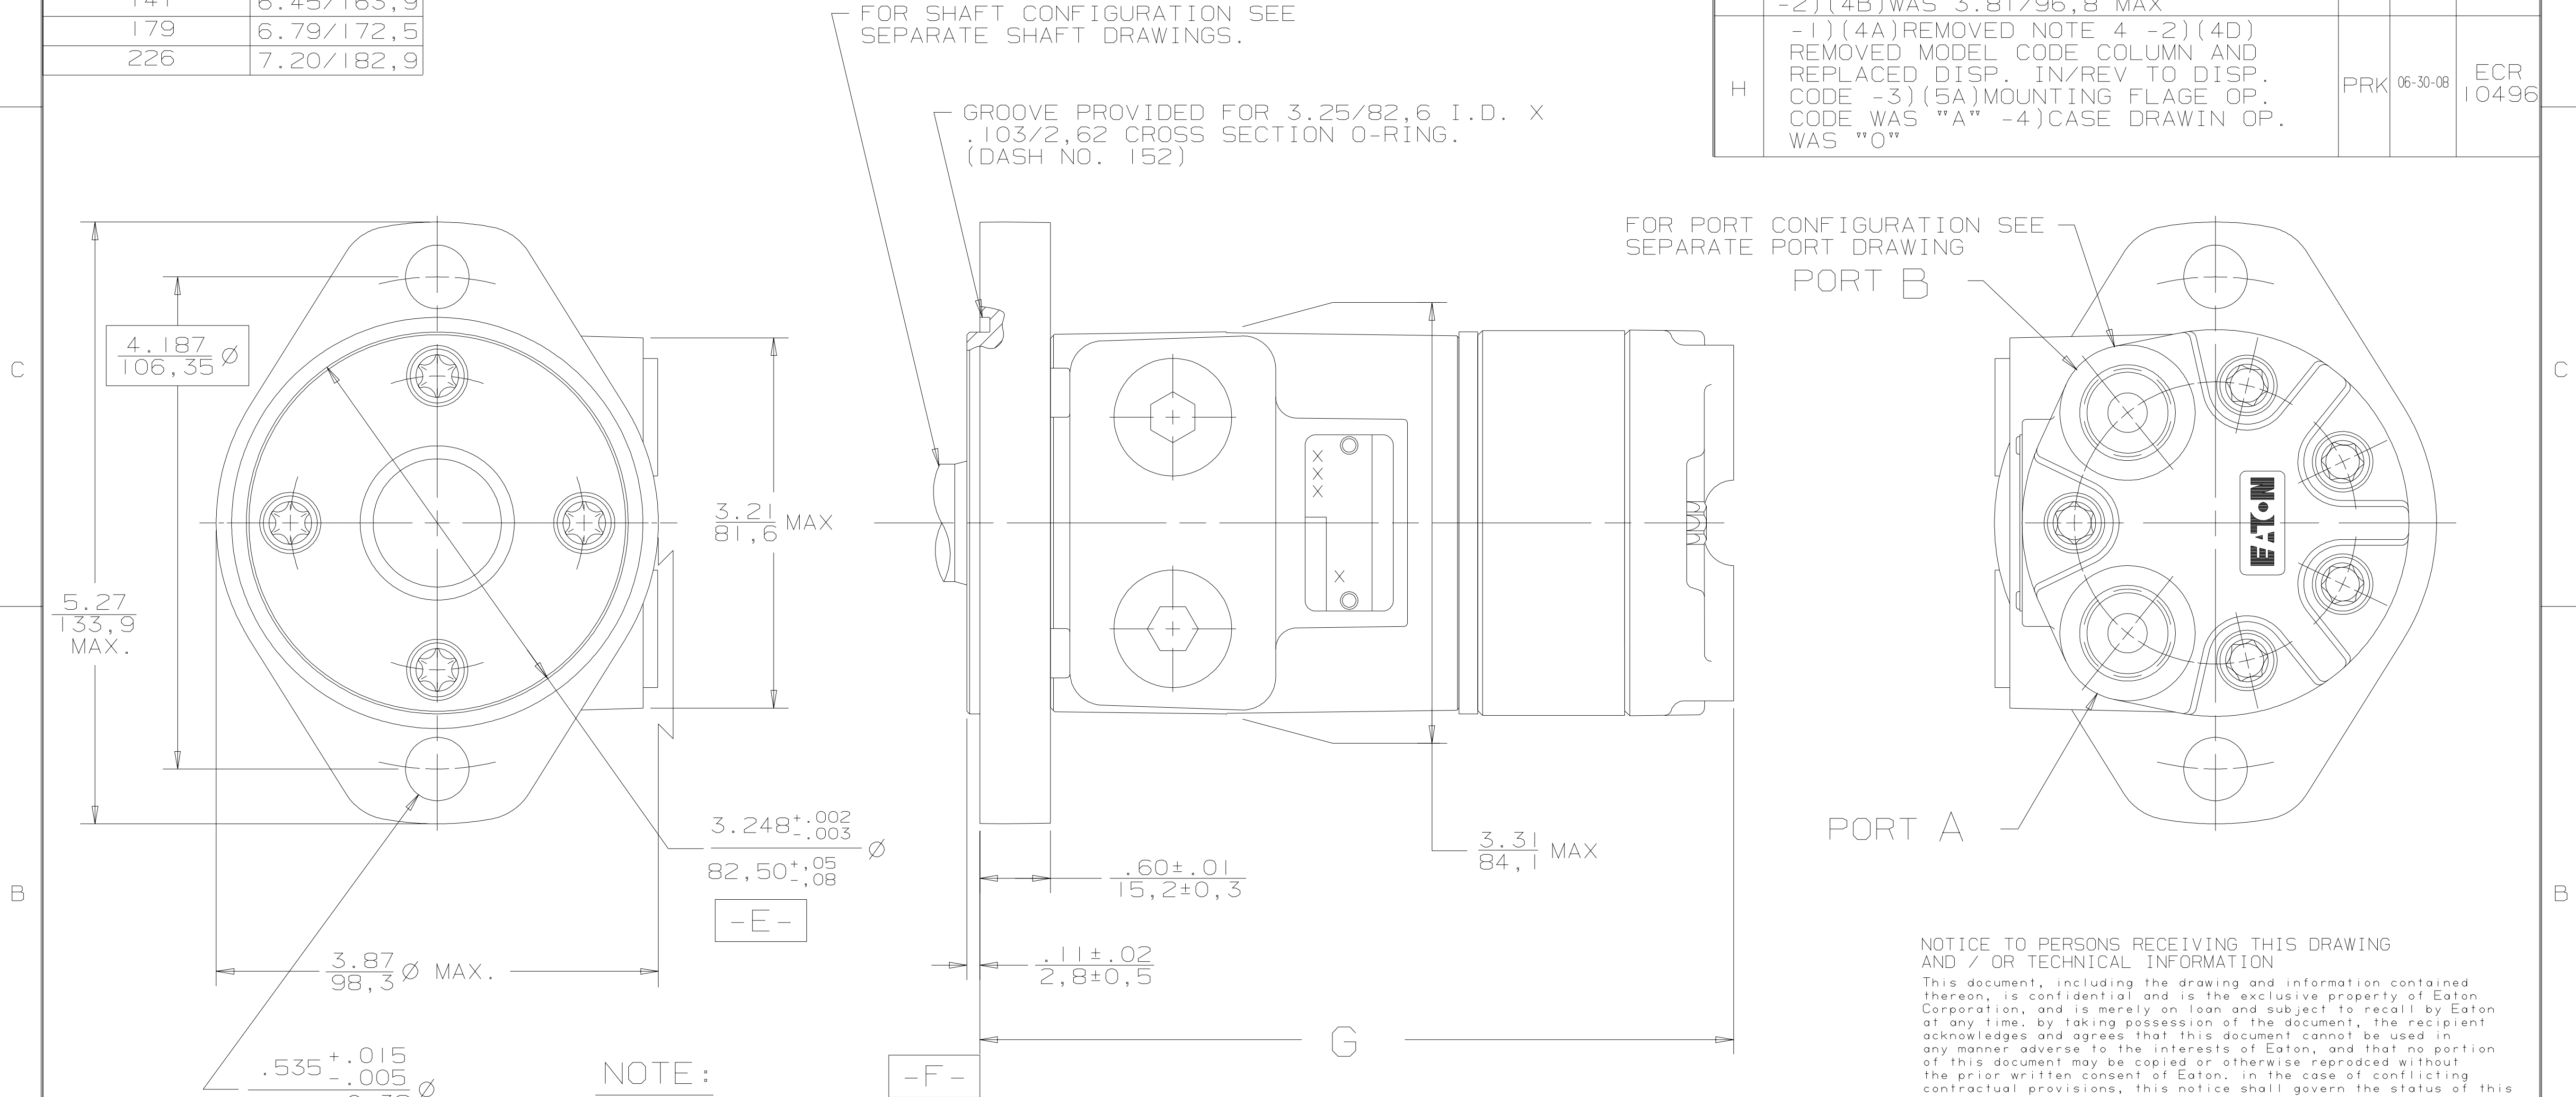 141 6.45/163,9
179 6.79/172,5
226 7.20/182,9
FOR SHAFT CONFIGURATION SEE
SEPARATE SHAFT DRAWINGS.
GROOVE PROVIDED FOR 3.25/82,6 I.D. X
.103/2,62 CROSS SECTION O-RING.
(DASH NO. 152)
-2)(4B)WAS 3.81/96,8 MAX
H
-1)(4A)REMOVED NOTE 4 -2)(4D)
REMOVED MODEL CODE COLUMN AND
REPLACED DISP. IN/REV TO DISP.
CODE -3)(5A)MOUNTING FLAGE OP.
CODE WAS "A" -4)CASE DRAWIN OP.
WAS "O"
PRK
06-30-08
ECR
10496
FOR PORT CONFIGURATION SEE
SEPARATE PORT DRAWING
PORT B
C
C
4.187
106,35 Ø
3.21
81,6 MAX
X
X
X
X
EATON
5.27
133,9
MAX.
PORT A
3.248 +.002
-.003
82,50 +,05
-,08 Ø
-E-
.60±.01
15,2±0,3
3.31
84,1 MAX
B
B
3.87
98,3 Ø MAX.
.11±.02
2,8±0,5
G
.535 +.015
-.005 Ø
NOTE:
-F-
NOTICE TO PERSONS RECEIVING THIS DRAWING
AND / OR TECHNICAL INFORMATION
This document, including the drawing and information contained
thereon, is confidential and is the exclusive property of Eaton
Corporation, and is merely on loan and subject to recall by Eaton
at any time. by taking possession of the document, the recipient
acknowledges and agrees that this document cannot be used in
any manner adverse to the interests of Eaton, and that no portion
of this document may be copied or otherwise reprodced without
the prior written consent of Eaton. in the case of conflicting
contractual provisions, this notice shall govern the status of this